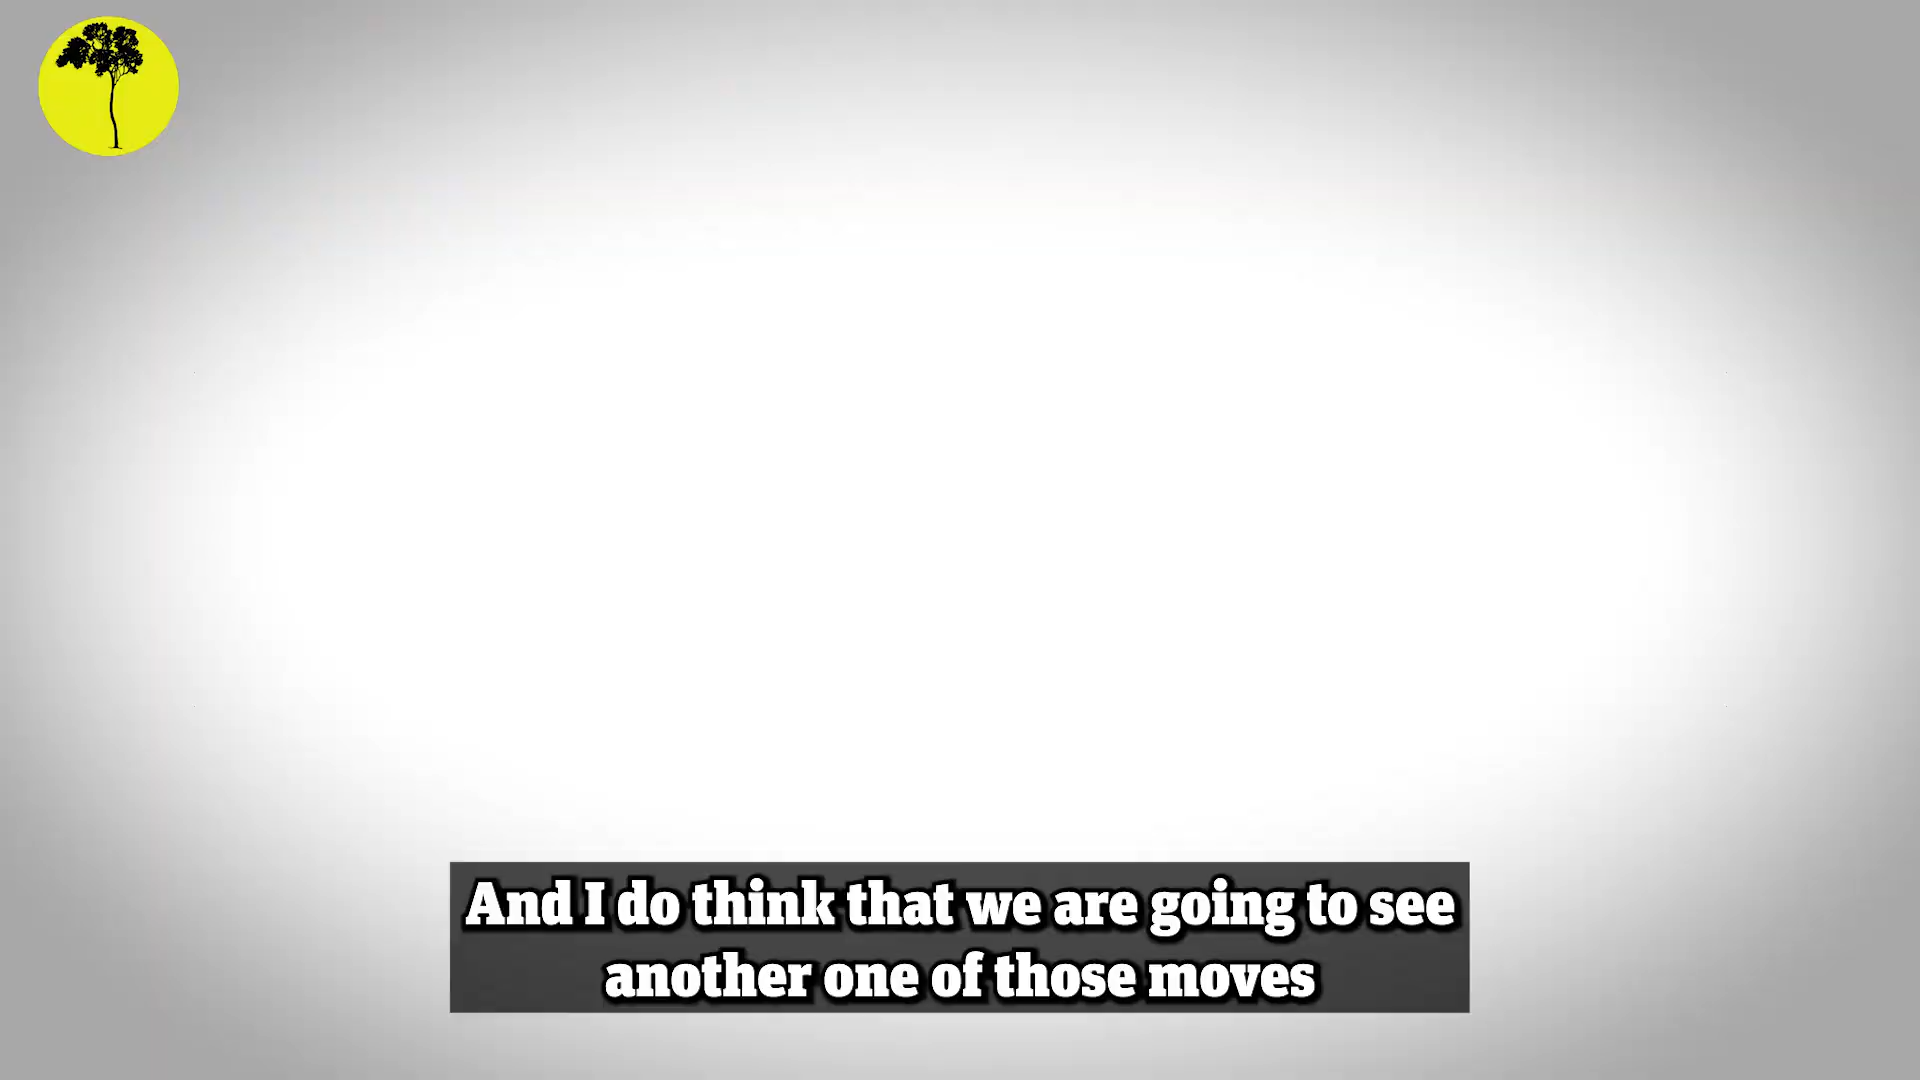 And I do think that we are going to see
another one of those moves